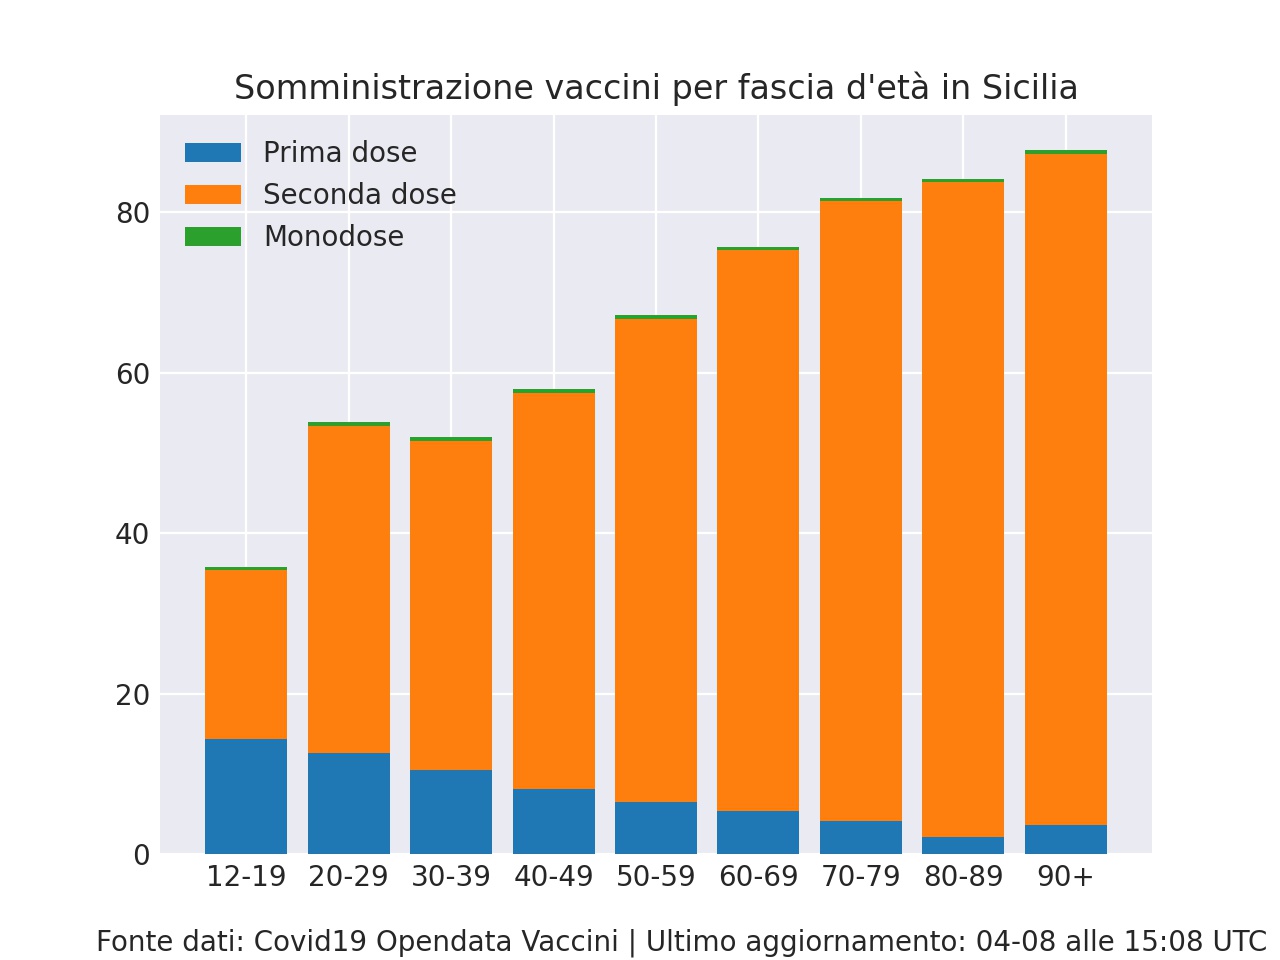 Somministrazione vaccini per fascia d'età in Sicilia
Prima dose
Seconda dose
Monodose
80
60
40
20
0
12-19 20-29 30-39 40-49 50-59 60-69 70-79 80-89 90+
Fonte dati: Covid19 Opendata Vaccini | Ultimo aggiornamento: 04-08 alle 15:08 UTC